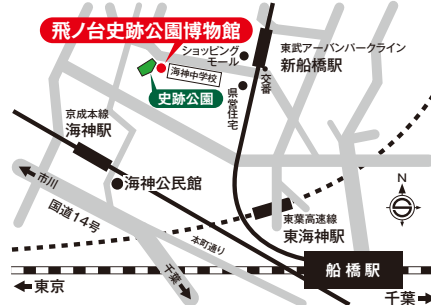 飛ノ台史跡公園博物館
ショッピング
モール
東武アーバンパークライン
新船橋駅
海神中学校
交番
史跡公園
県営住宅
京成本線
海神駅
市川
海神公民館
国道14号
N
S
東葉高速線
東海神駅
本町通り
千葉
船橋駅
東京
千葉